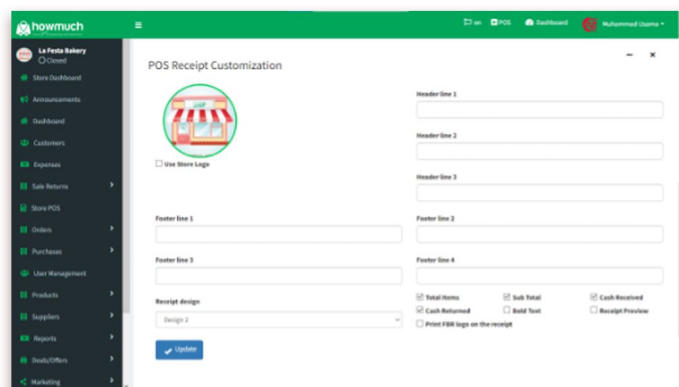 howmuch
on
POS
Dashboard
Muhammad Usama
La Festa Bakery
Closed
Store Dashboard
Announcements
Dashboard
Customers
Expenses
Sale Returns
Store POS
Orders
Purchases
User Management
Products
Suppliers
Reports
Deals/Offers
Marketing
POS Receipt Customization
Use Store Logo
Header line 1
Header line 2
Header line 3
Footer line 1
Footer line 2
Footer line 3
Footer line 4
Receipt design
Design 2
Total Items
Sub Total
Cash Received
Cash Returned
Bold Text
Receipt Preview
Print FBR logo on the receipt
Update